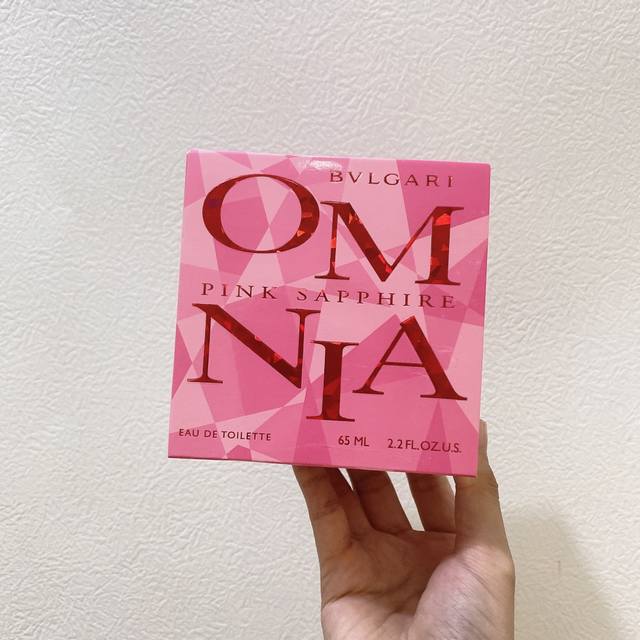 BVLGARI
OM
PINK SAPPHIRE
NIA
EAU DE TOILETTE 65 ML 2.2 FL.OZ.U.S.